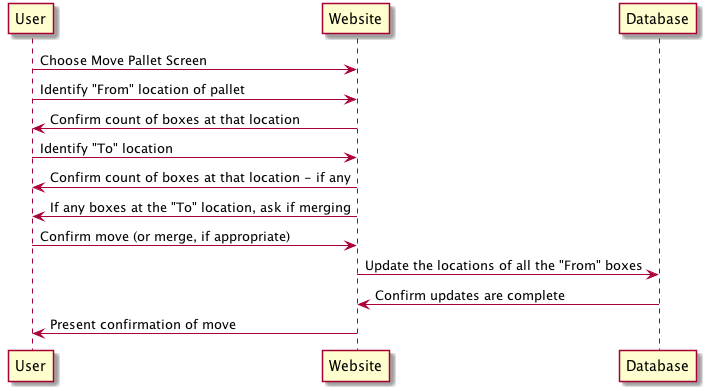 User
Website
Database
Choose Move Pallet Screen
Identify "From" location of pallet
Confirm count of boxes at that location
Identify "To" location
Confirm count of boxes at that location - if any
If any boxes at the "To" location, ask if merging
Confirm move (or merge, if appropriate)
Update the locations of all the "From" boxes
Confirm updates are complete
Present confirmation of move
User
Website
Database